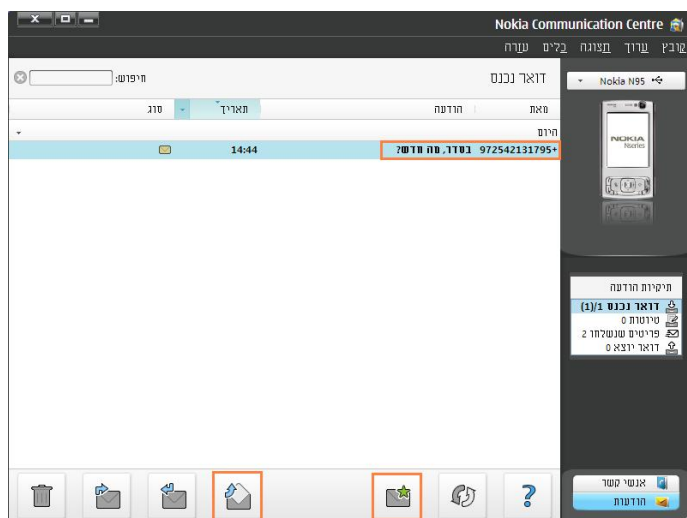 Nokia Communication Centre
קובץ ערוך תצוגה כלים עזרה
Nokia N95
דואר נכנס
חיפוש:
מאת הודעה תאריך סוג
היום
+972542131795 בסדר, מה חדש? 14:44
NOKIA
Nseries
תיקיות הודעה
דואר נכנס 1/(1)
טיוטות 0
פריטים שנשלחו 2
דואר יוצא 0
אנשי קשר
הודעות